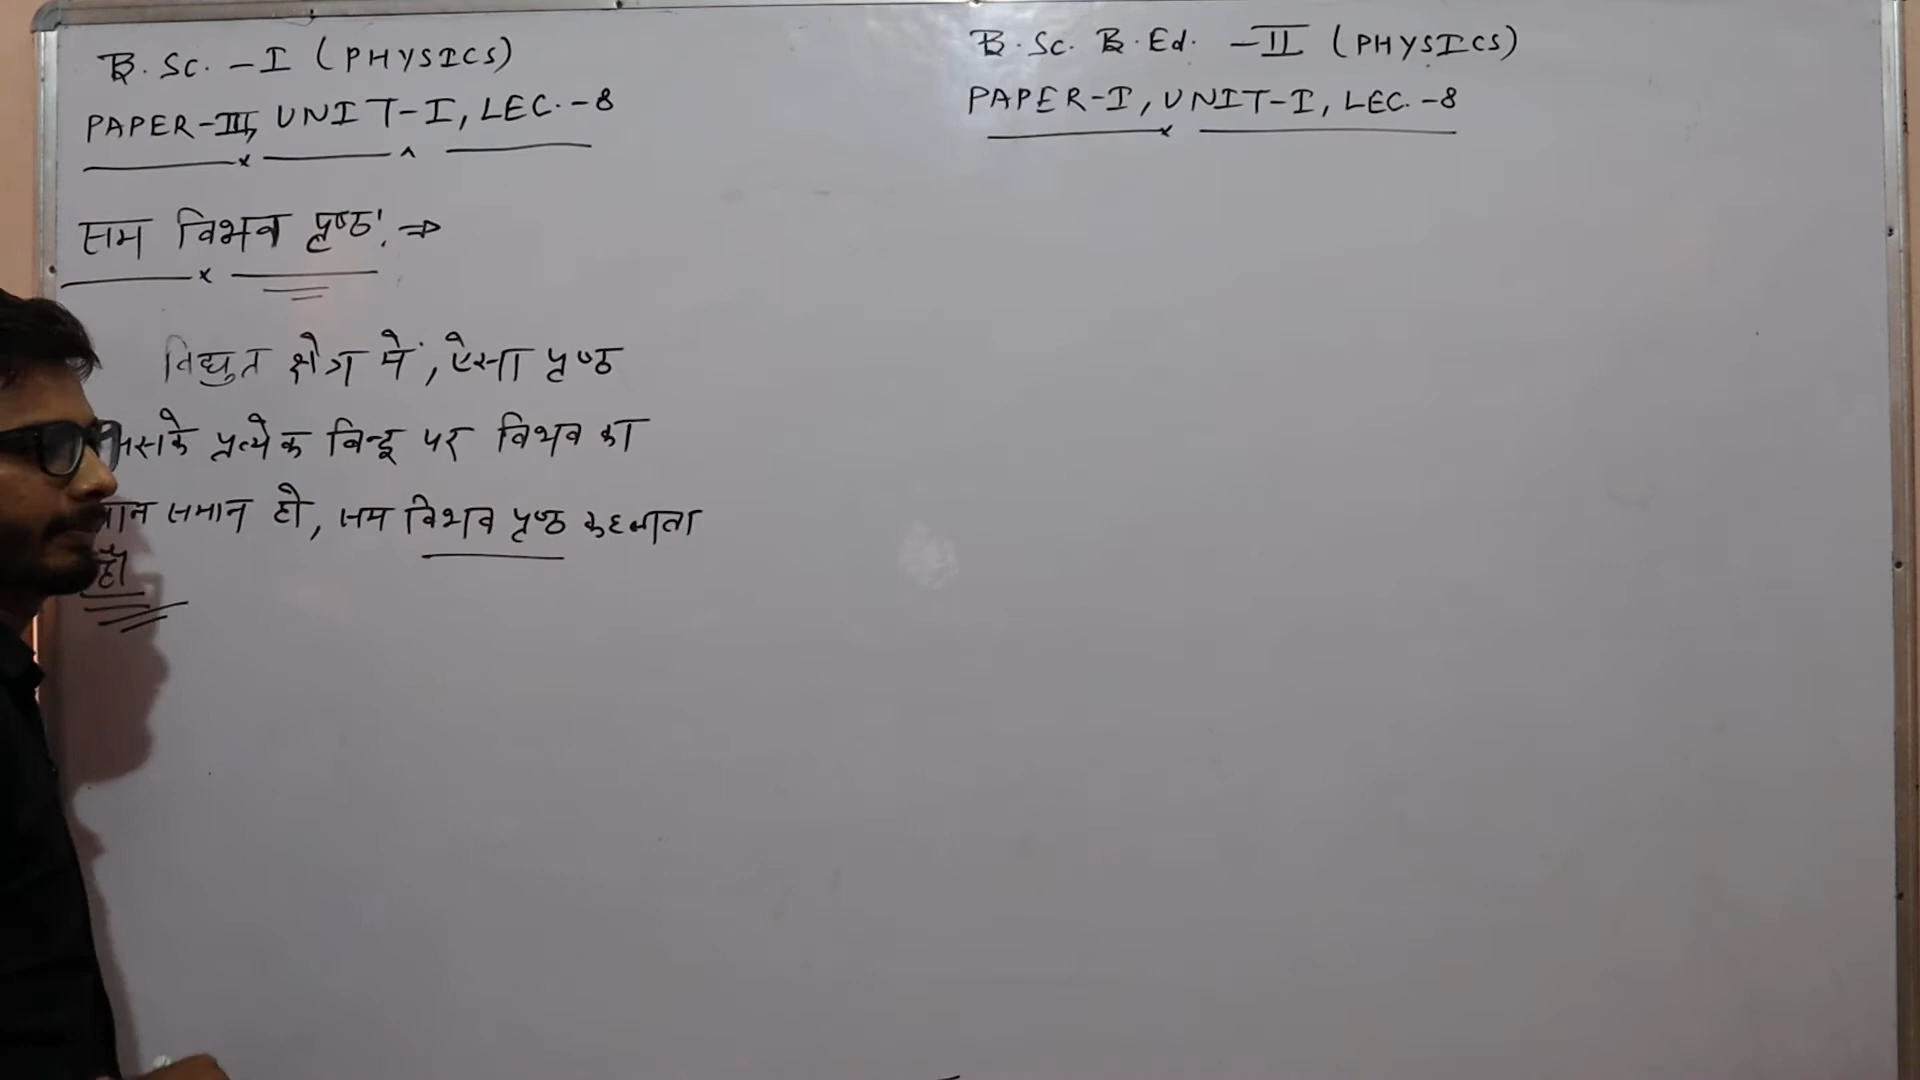 B. Sc. - I (PHYSICS)
PAPER-III, UNIT-I, LEC.-8
B. Sc. B. Ed. - II (PHYSICS)
PAPER-I, UNIT-I, LEC.-8
सम विभव पृष्ठ :⇒
विद्युत क्षेत्र में, ऐसा पृष्ठ
प्रत्येक बिन्दू पर विभव का
समान हो, सम विभव पृष्ठ कहलाता
है।